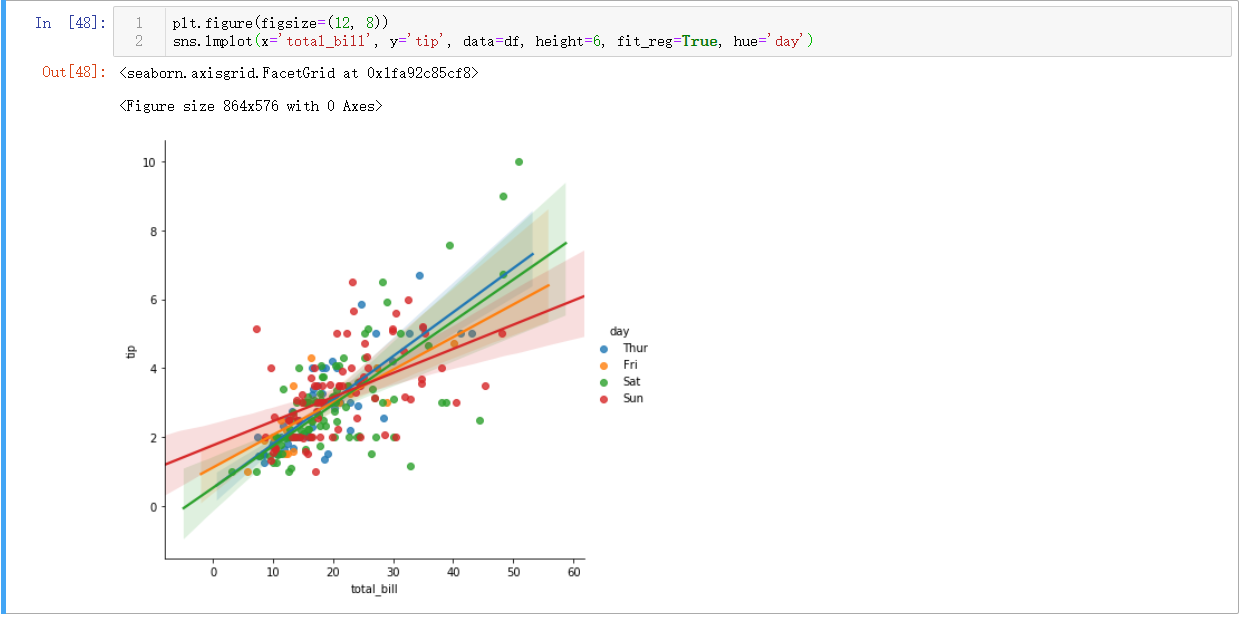 In [48]:
1 plt.figure(figsize=(12, 8))
2 sns.lmplot(x='total_bill', y='tip', data=df, height=6, fit_reg=True, hue='day')
Out[48]: <seaborn.axisgrid.FacetGrid at 0x1fa92c85cf8>
<Figure size 864x576 with 0 Axes>
10
8
6
4
2
0
tip
0 10 20 30 40 50 60
total_bill
day
Thur
Fri
Sat
Sun